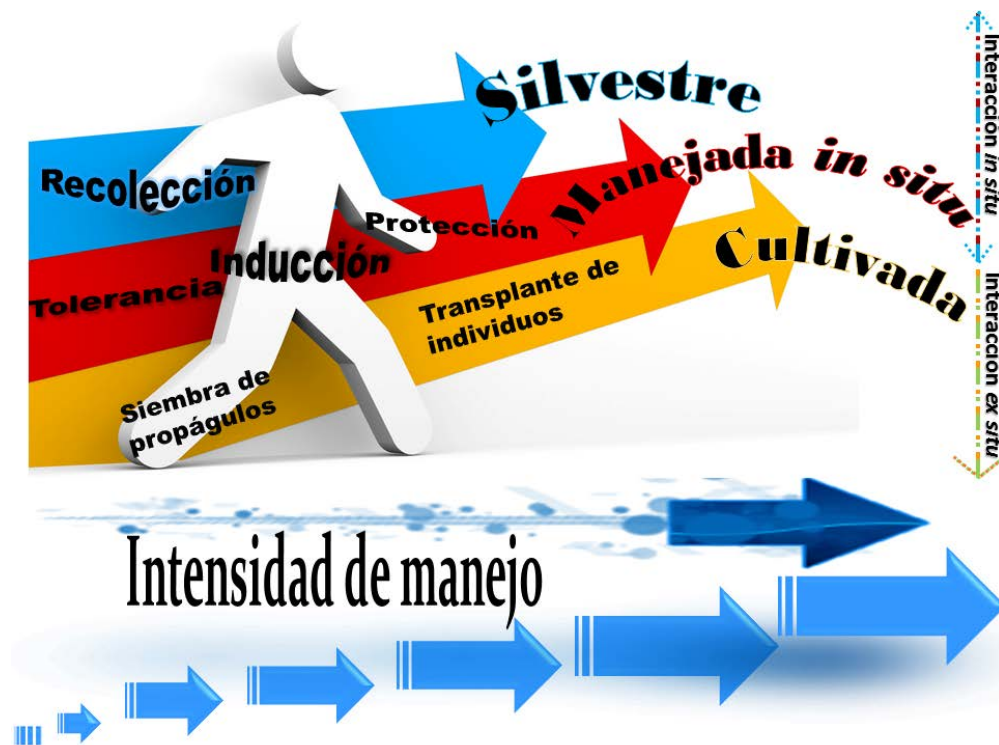 Silvestre
Recolección
Manejada in situ
Protección
Inducción
Cultivada
Tolerancia
Transplante de
individuos
Siembra de
propágulos
Interacción in situ
Interaccion ex situ
Intensidad de manejo